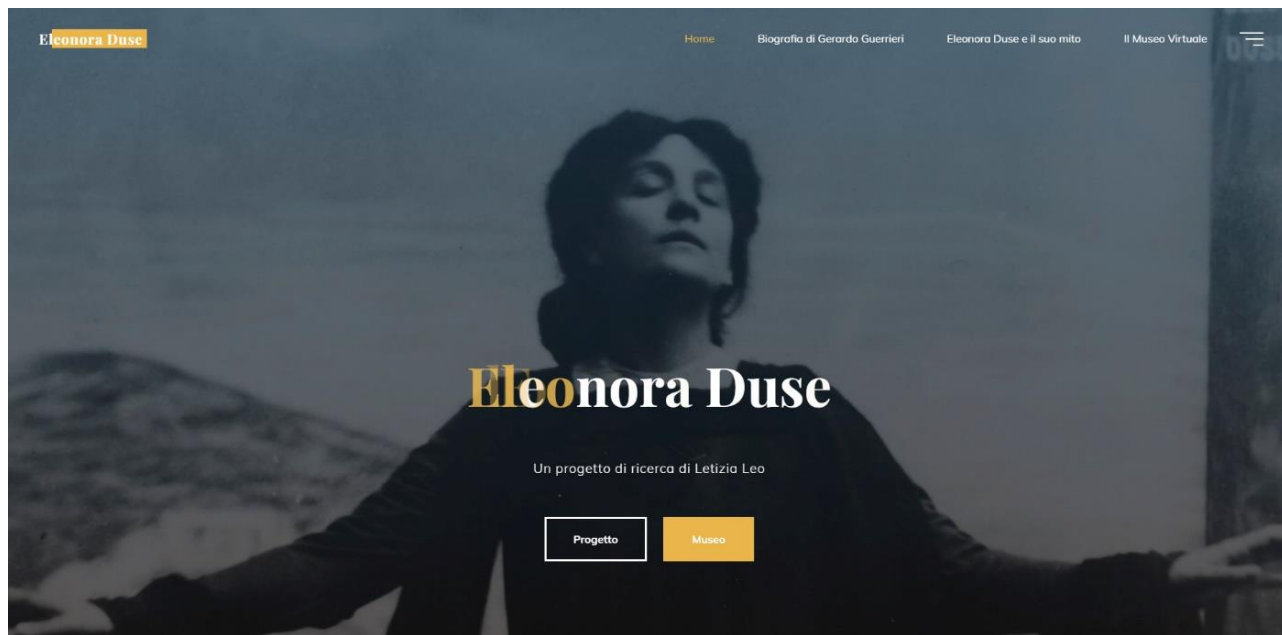 Eleonora Duse
Home Biografia di Gerardo Guerrieri Eleonora Duse e il suo mito Il Museo Virtuale
Eleonora Duse
Un progetto di ricerca di Letizia Leo
Progetto Museo